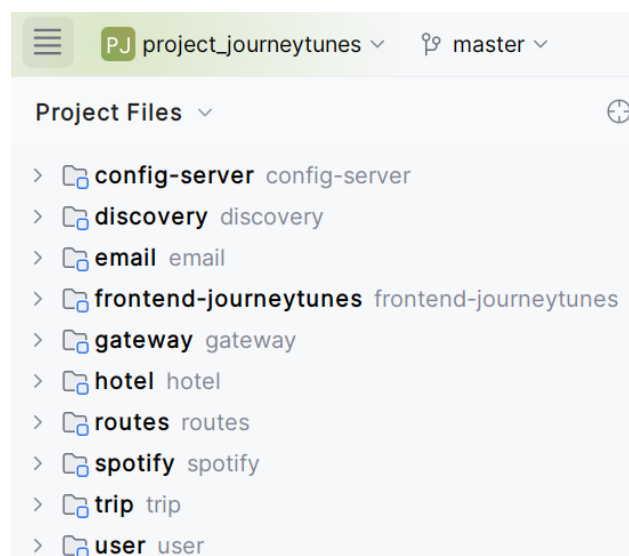 PJ project_journeytunes master
Project Files
config-server config-server
discovery discovery
email email
frontend-journeytunes frontend-journeytunes
gateway gateway
hotel hotel
routes routes
spotify spotify
trip trip
user user